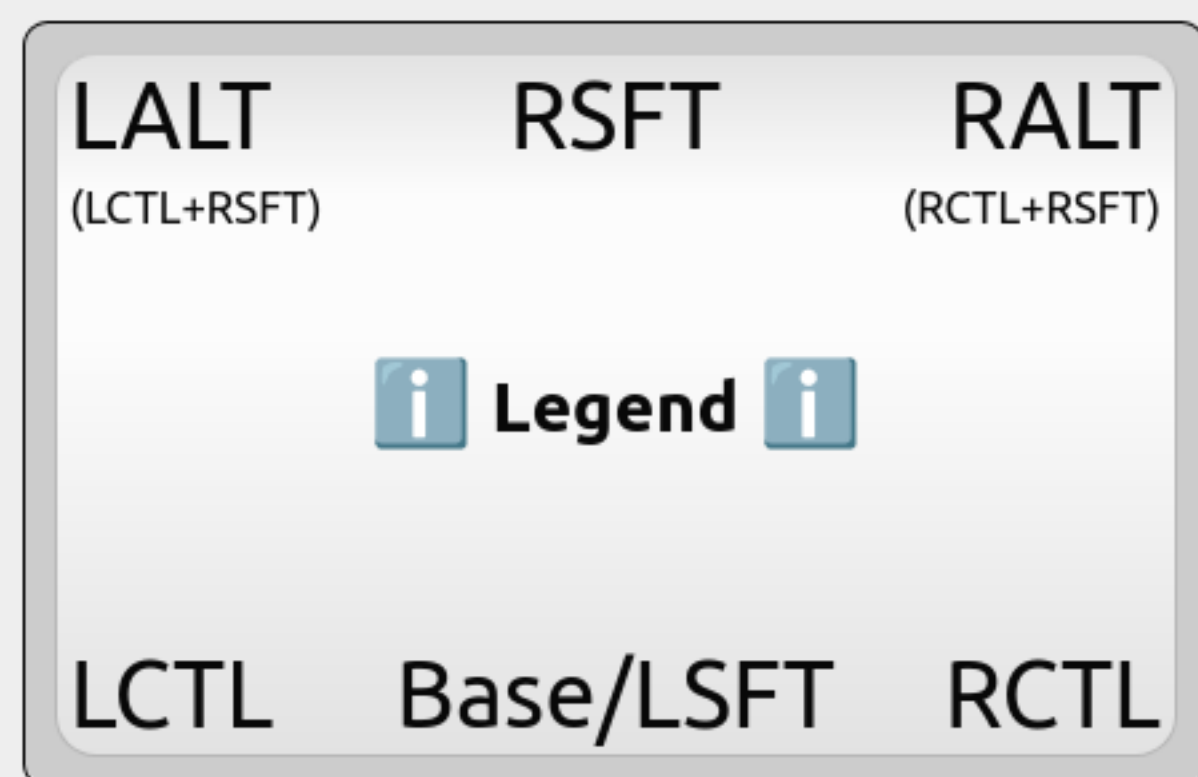 LALT RSFT RALT
(LCTL+RSFT) (RCTL+RSFT)
ℹ️ Legend ℹ️
LCTL Base/LSFT RCTL